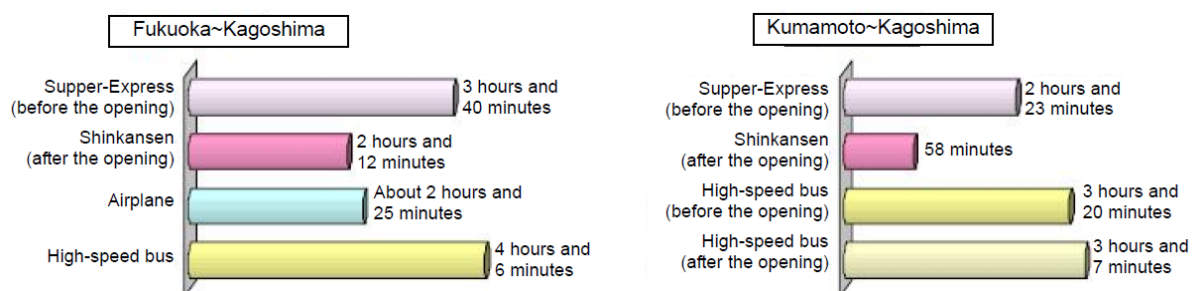 Fukuoka~Kagoshima
Supper-Express
(before the opening)
3 hours and
40 minutes
Shinkansen
(after the opening)
2 hours and
12 minutes
Airplane
About 2 hours and
25 minutes
High-speed bus
4 hours and
6 minutes
Kumamoto~Kagoshima
Supper-Express
(before the opening)
2 hours and
23 minutes
Shinkansen
(after the opening)
58 minutes
High-speed bus
(before the opening)
3 hours and
20 minutes
High-speed bus
(after the opening)
3 hours and
7 minutes